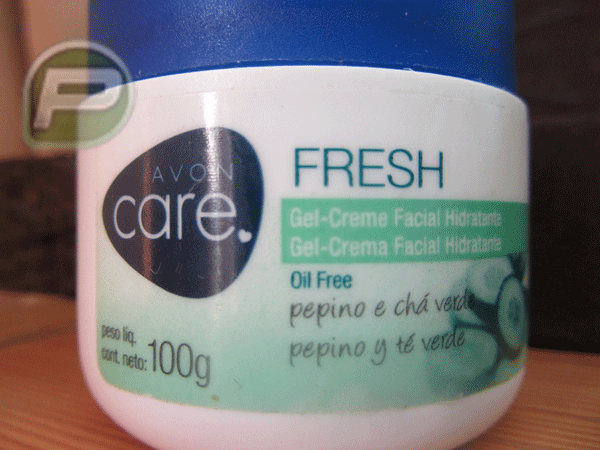 P
AVON
care
FRESH
Gel-Creme Facial Hidratante
Gel-Crema Facial Hidratante
Oil Free
pepino e chá verde
pepino y té verde
peso líq.
cont. neto: 100g